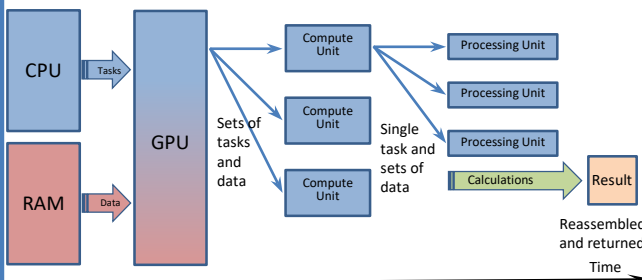 CPU
Tasks
RAM
Data
GPU
Sets of
tasks
and
data
Compute
Unit
Compute
Unit
Compute
Unit
Single
task and
sets of
data
Processing Unit
Processing Unit
Processing Unit
Calculations
Result
Reassembled
and returned
Time